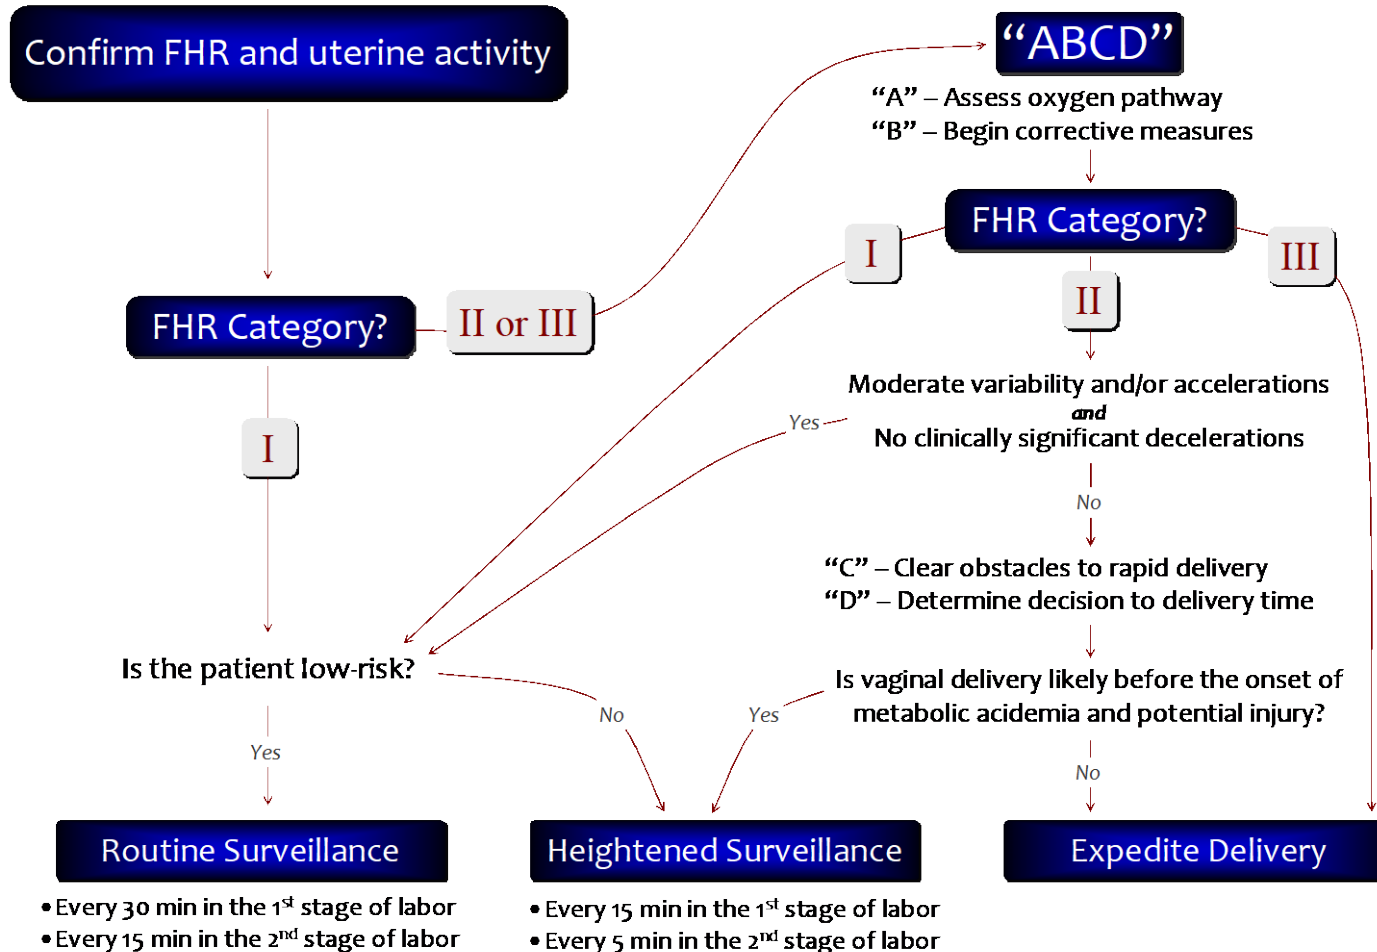 Confirm FHR and uterine activity
“ABCD”
“A” – Assess oxygen pathway
“B” – Begin corrective measures
FHR Category?
I
II
III
FHR Category?
II or III
I
Moderate variability and/or accelerations
and
No clinically significant decelerations
Yes
No
“C” – Clear obstacles to rapid delivery
“D” – Determine decision to delivery time
Is the patient low-risk?
Is vaginal delivery likely before the onset of
metabolic acidemia and potential injury?
No
Yes
Yes
No
Routine Surveillance
• Every 30 min in the 1st stage of labor
• Every 15 min in the 2nd stage of labor
Heightened Surveillance
• Every 15 min in the 1st stage of labor
• Every 5 min in the 2nd stage of labor
Expedite Delivery